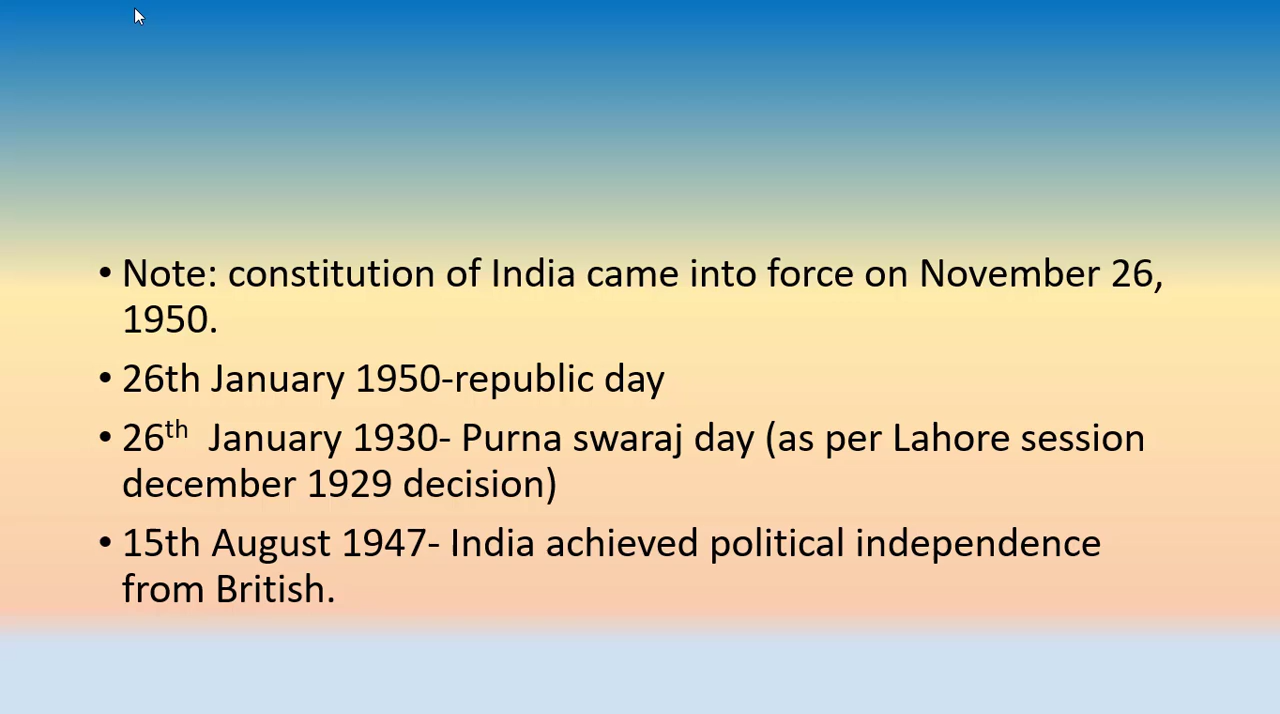 • Note: constitution of India came into force on November 26,
1950.
• 26th January 1950-republic day
• 26th January 1930- Purna swaraj day (as per Lahore session
december 1929 decision)
• 15th August 1947- India achieved political independence
from British.